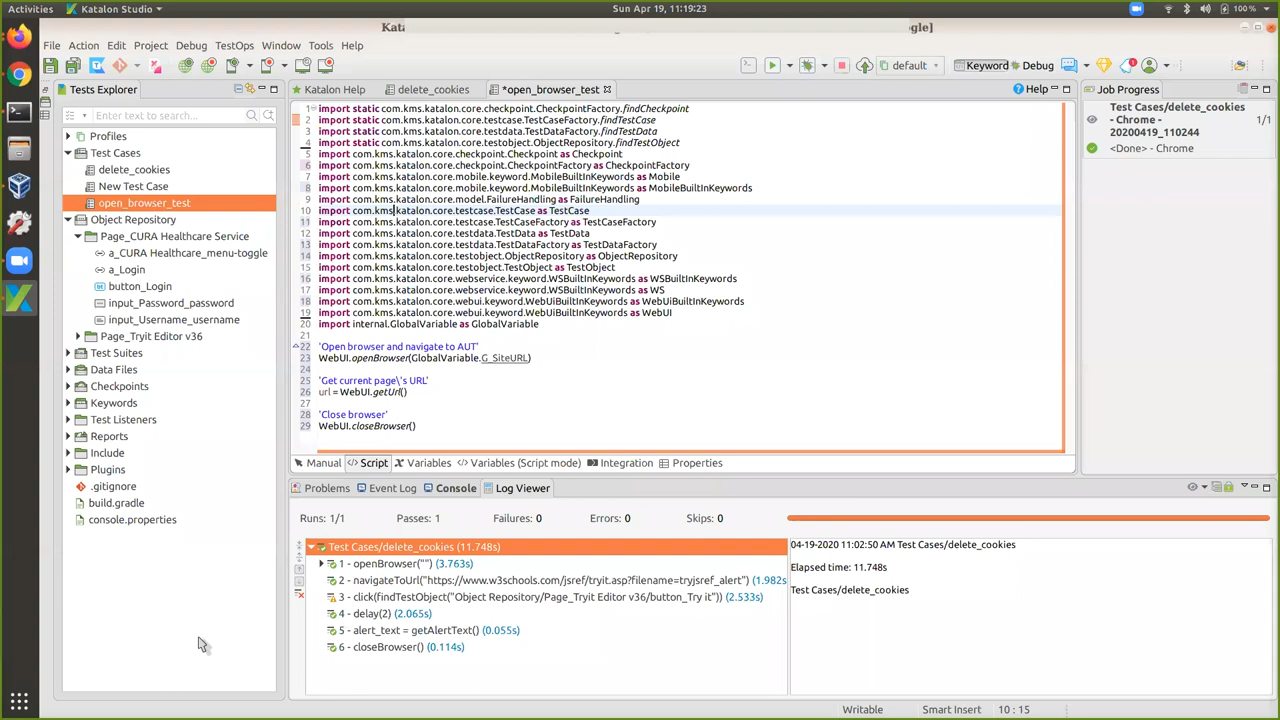 Activities
Katalon Studio
Sun Apr 19, 11:19:23
100 %
Kata
gle]
File Action Edit Project Debug TestOps Window Tools Help
default
Keyword
Debug
Tests Explorer
Katalon Help
delete_cookies
*open_browser_test
Help
Job Progress
Enter text to search...
Profiles
Test Cases
delete_cookies
New Test Case
open_browser_test
Object Repository
Page_CURA Healthcare Service
a_CURA Healthcare_menu-toggle
a_Login
button_Login
input_Password_password
input_Username_username
Page_Tryit Editor v36
Test Suites
Data Files
Checkpoints
Keywords
Test Listeners
Reports
Include
Plugins
.gitignore
build.gradle
console.properties
1 import static com.kms.katalon.core.checkpoint.CheckpointFactory.findCheckpoint
2 import static com.kms.katalon.core.testcase.TestCaseFactory.findTestCase
3 import static com.kms.katalon.core.testdata.TestDataFactory.findTestData
4 import static com.kms.katalon.core.testobject.ObjectRepository.findTestObject
5 import com.kms.katalon.core.checkpoint.Checkpoint as Checkpoint
6 import com.kms.katalon.core.checkpoint.CheckpointFactory as CheckpointFactory
7 import com.kms.katalon.core.mobile.keyword.MobileBuiltInKeywords as Mobile
8 import com.kms.katalon.core.mobile.keyword.MobileBuiltInKeywords as MobileBuiltInKeywords
9 import com.kms.katalon.core.model.FailureHandling as FailureHandling
10 import com.kms.katalon.core.testcase.TestCase as TestCase
11 import com.kms.katalon.core.testcase.TestCaseFactory as TestCaseFactory
12 import com.kms.katalon.core.testdata.TestData as TestData
13 import com.kms.katalon.core.testdata.TestDataFactory as TestDataFactory
14 import com.kms.katalon.core.testobject.ObjectRepository as ObjectRepository
15 import com.kms.katalon.core.testobject.TestObject as TestObject
16 import com.kms.katalon.core.webservice.keyword.WSBuiltInKeywords as WSBuiltInKeywords
17 import com.kms.katalon.core.webservice.keyword.WSBuiltInKeywords as WS
18 import com.kms.katalon.core.webui.keyword.WebUiBuiltInKeywords as WebUiBuiltInKeywords
19 import com.kms.katalon.core.webui.keyword.WebUiBuiltInKeywords as WebUI
20 import internal.GlobalVariable as GlobalVariable
21
22 'Open browser and navigate to AUT'
23 WebUI.openBrowser(GlobalVariable.G_SiteURL)
24
25 'Get current page\'s URL'
26 url = WebUI.getUrl()
27
28 'Close browser'
29 WebUI.closeBrowser()
Test Cases/delete_cookies
- Chrome -
20200419_110244
1/1
<Done> - Chrome
Manual
Script
Variables
Variables (Script mode)
Integration
Properties
Problems
Event Log
Console
Log Viewer
Runs: 1/1 Passes: 1 Failures: 0 Errors: 0 Skips: 0
Test Cases/delete_cookies (11.748s)
1 - openBrowser("") (3.763s)
2 - navigateToUrl("https://www.w3schools.com/jsref/tryit.asp?filename=tryjsref_alert") (1.982s
3 - click(findTestObject("Object Repository/Page_Tryit Editor v36/button_Try it")) (2.533s)
4 - delay(2) (2.065s)
5 - alert_text = getAlertText() (0.055s)
6 - closeBrowser() (0.114s)
04-19-2020 11:02:50 AM Test Cases/delete_cookies
Elapsed time: 11.748s
Test Cases/delete_cookies
Writable
Smart Insert
10 : 15